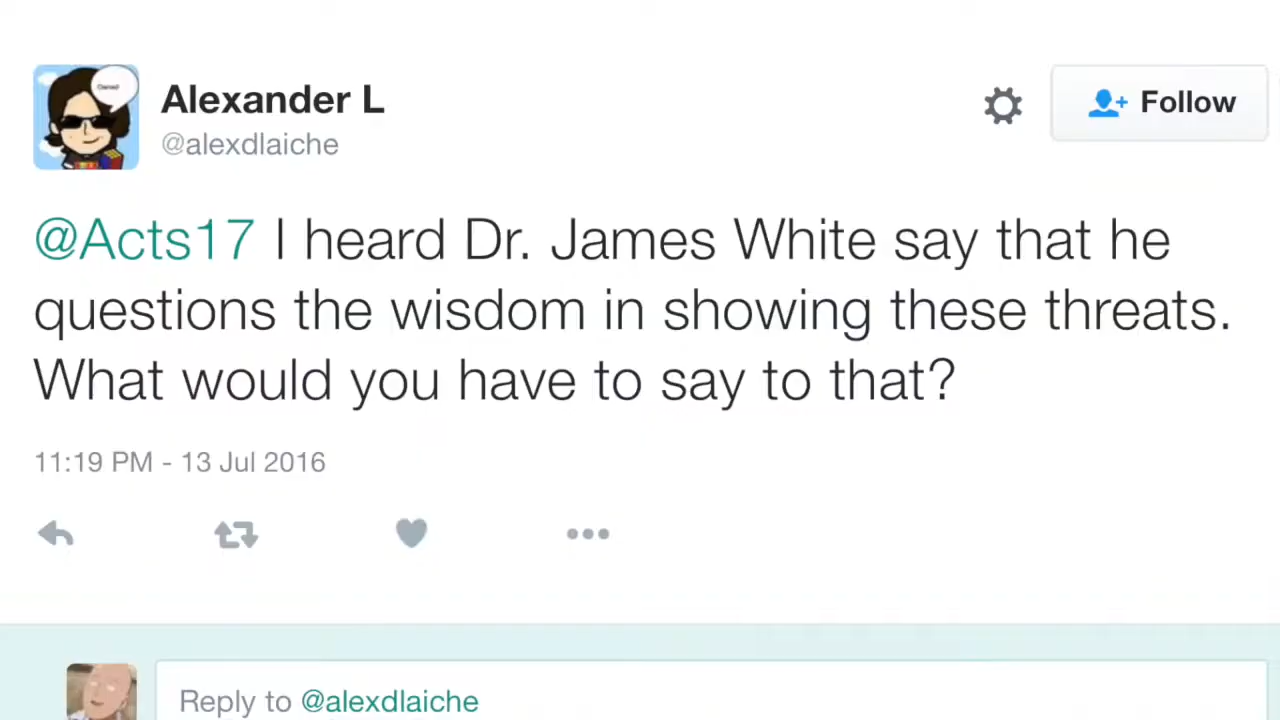 Alexander L
@alexdlaiche
Follow
@Acts17 I heard Dr. James White say that he
questions the wisdom in showing these threats.
What would you have to say to that?
11:19 PM - 13 Jul 2016
Reply to @alexdlaiche